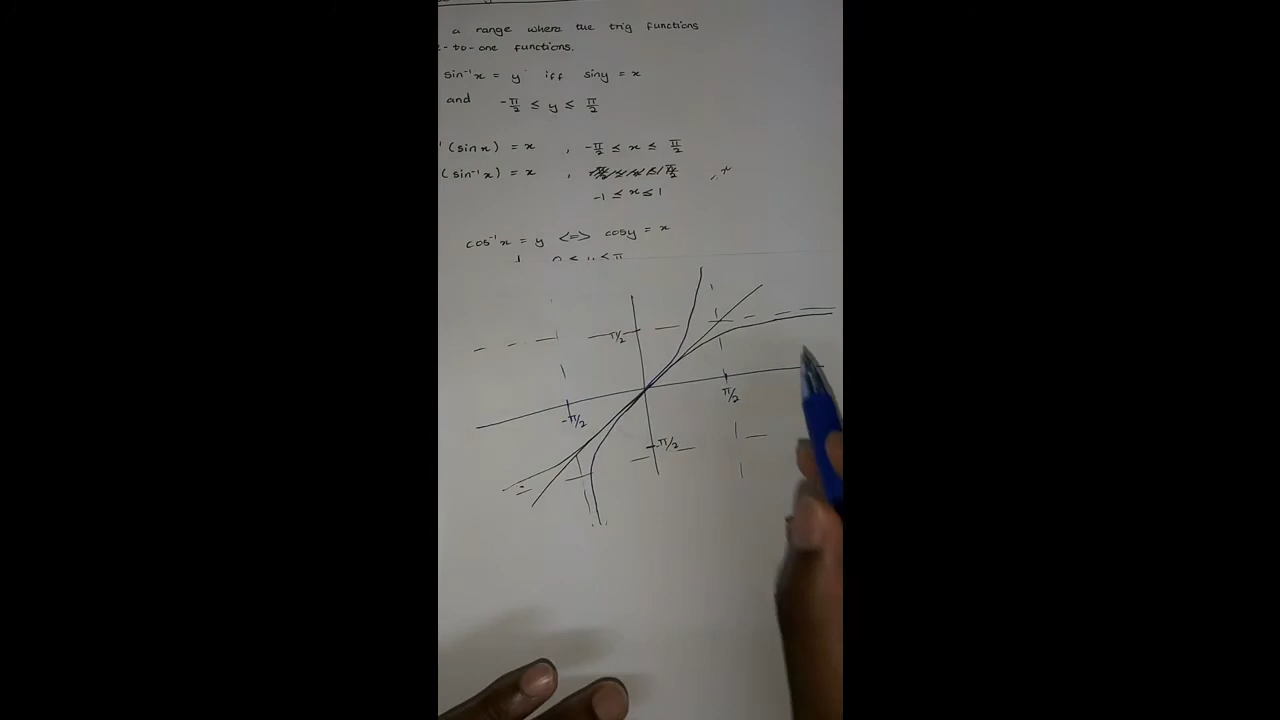 a range where the trig functions
-to-one functions.
sin⁻¹x = y iff siny = x
and -π/2 ≤ y ≤ π/2
(sinx) = x , -π/2 ≤ x ≤ π/2
(sin⁻¹x) = x ,
-1 ≤ x ≤ 1
cos⁻¹x = y <=> cosy = x
π/2
π/2
-π/2
-π/2